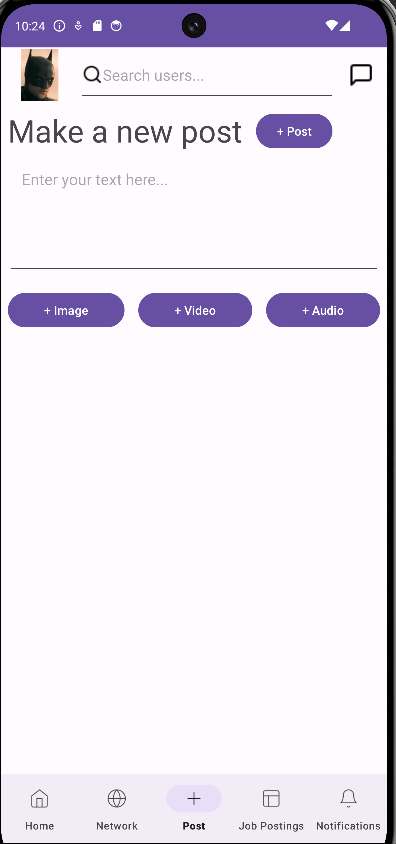 10:24
Search users...
Make a new post
+ Post
Enter your text here...
+ Image + Video + Audio
Home Network Post Job Postings Notifications